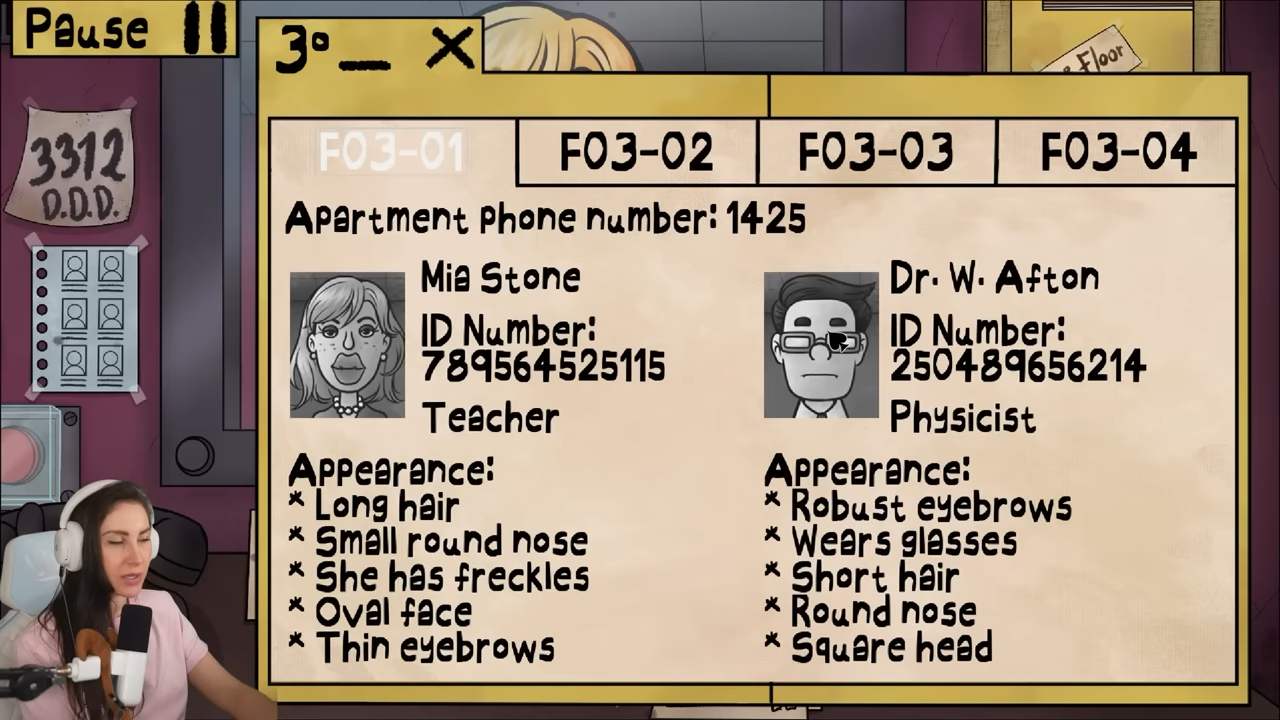 Pause
3º _ X
Floor
3312
D.D.D.
F03-01
F03-02
F03-03
F03-04
Apartment phone number: 1425
Mia Stone
ID Number:
789564525115
Teacher
Appearance:
* Long hair
* Small round nose
* She has freckles
* Oval face
* Thin eyebrows
Dr. W. Afton
ID Number:
250489656214
Physicist
Appearance:
* Robust eyebrows
* Wears glasses
* Short hair
* Round nose
* Square head